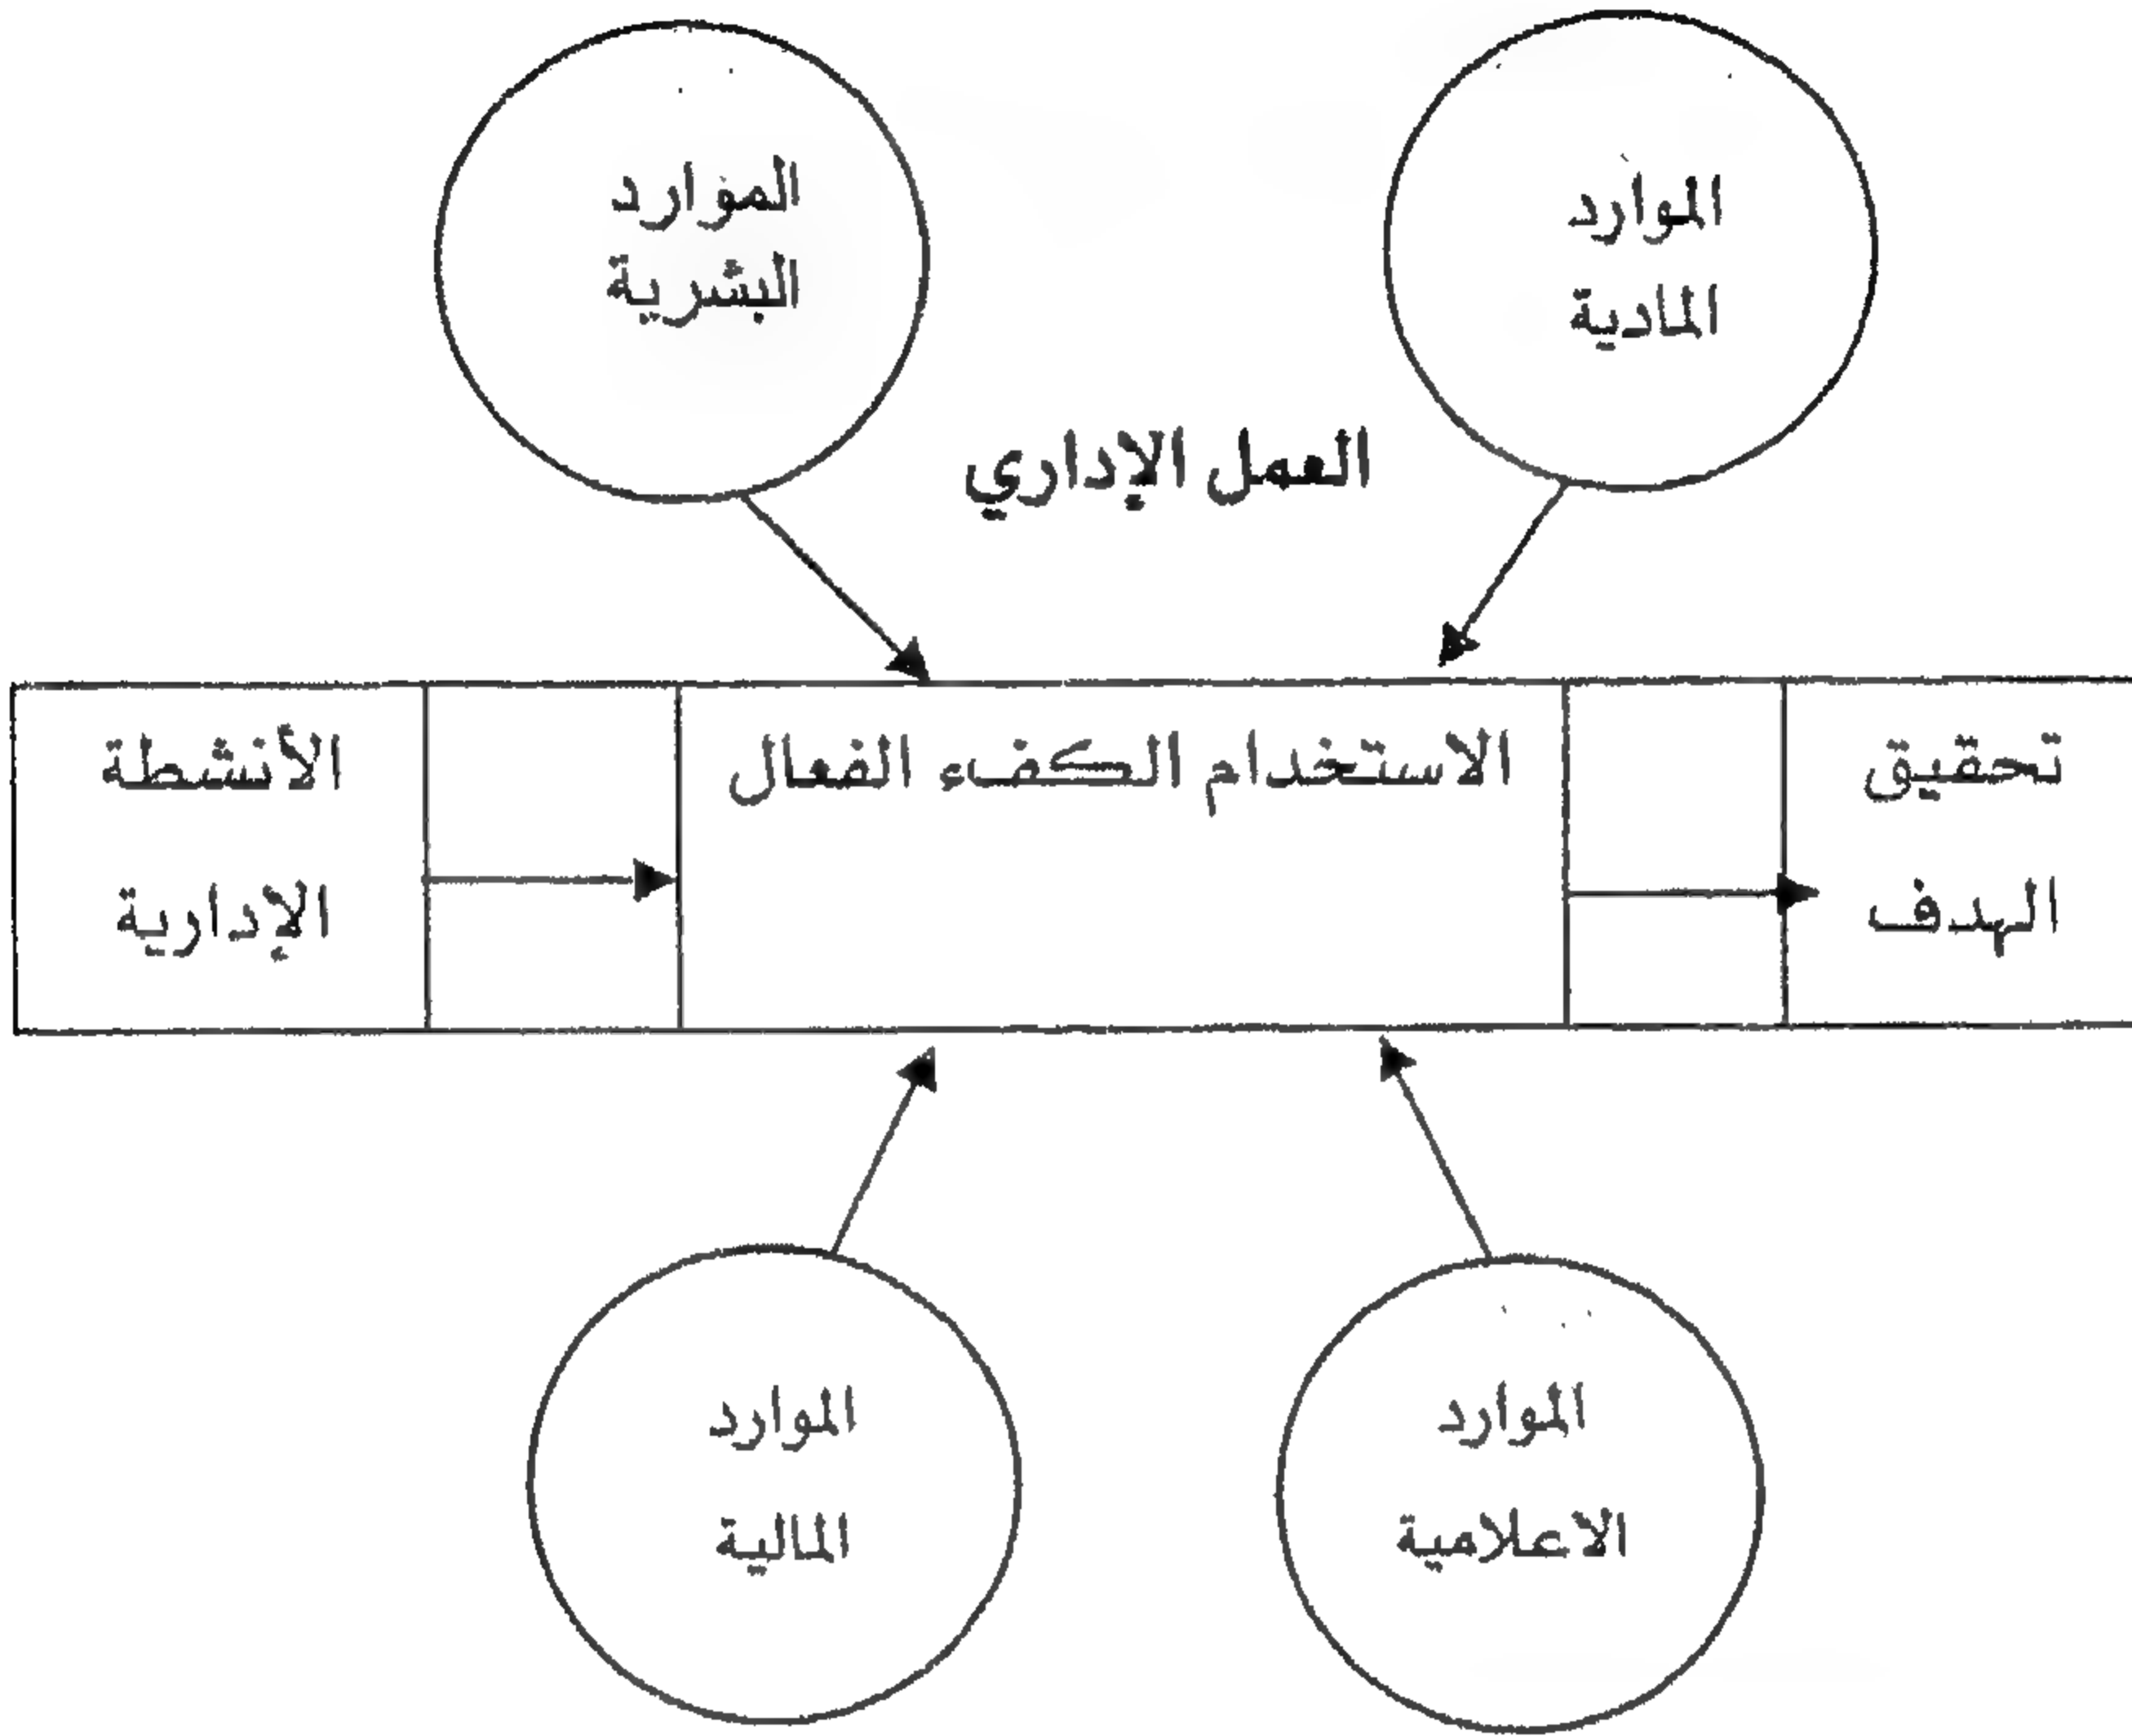 الموارد
المادية
الموارد
البشرية
العمل الإداري
تحقيق
الهدف
الاستخدام الكفء الفعال
الأنشطة
الإدارية
الموارد
الاعلامية
الموارد
المالية